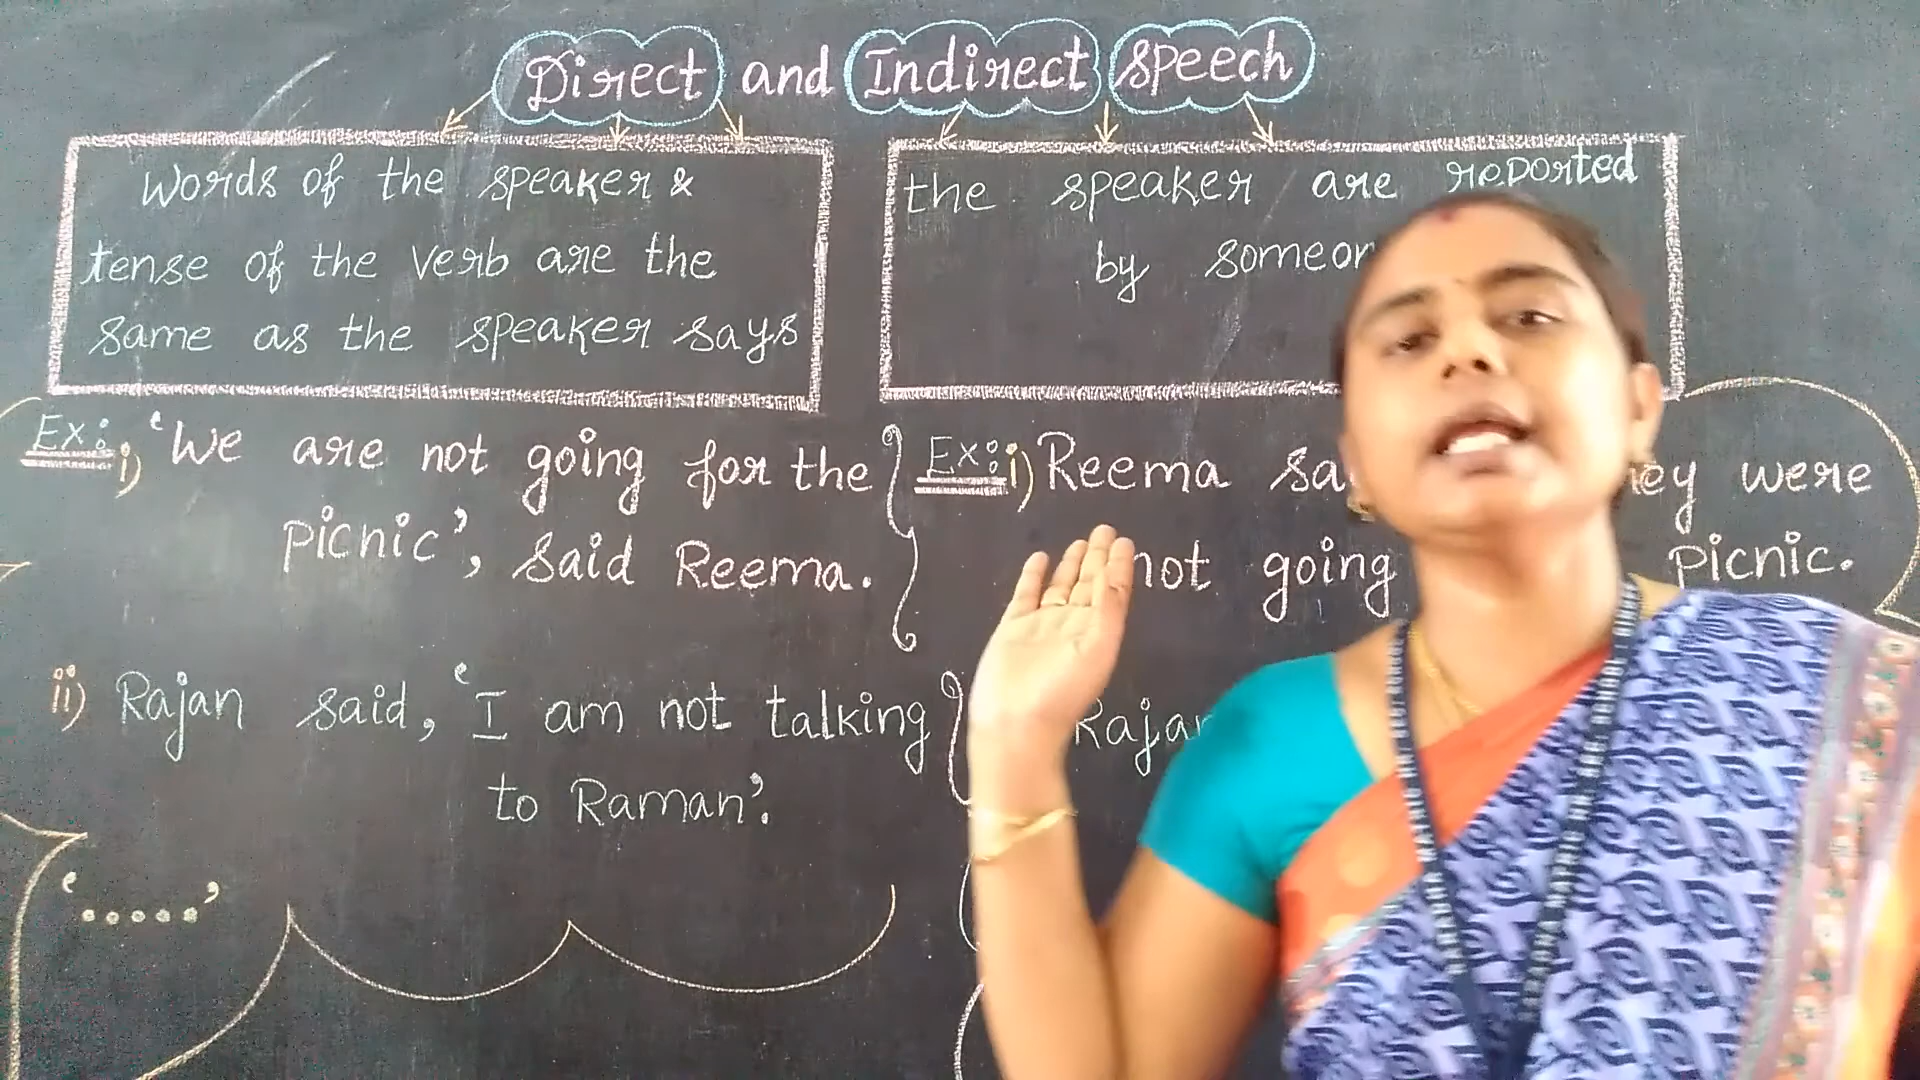 Direct and Indirect speech
Words of the speaker &
tense of the verb are the
same as the speaker says
the speaker are reported
by
Ex: i) 'We are not going for the
picnic', said Reema.
Ex: i) Reema were
not going picnic.
ii) Rajan said, 'I am not talking
to Raman'.
'.....'